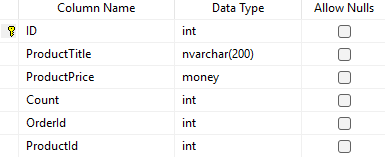 Column Name Data Type Allow Nulls
ID int
ProductTitle nvarchar(200)
ProductPrice money
Count int
OrderId int
ProductId int